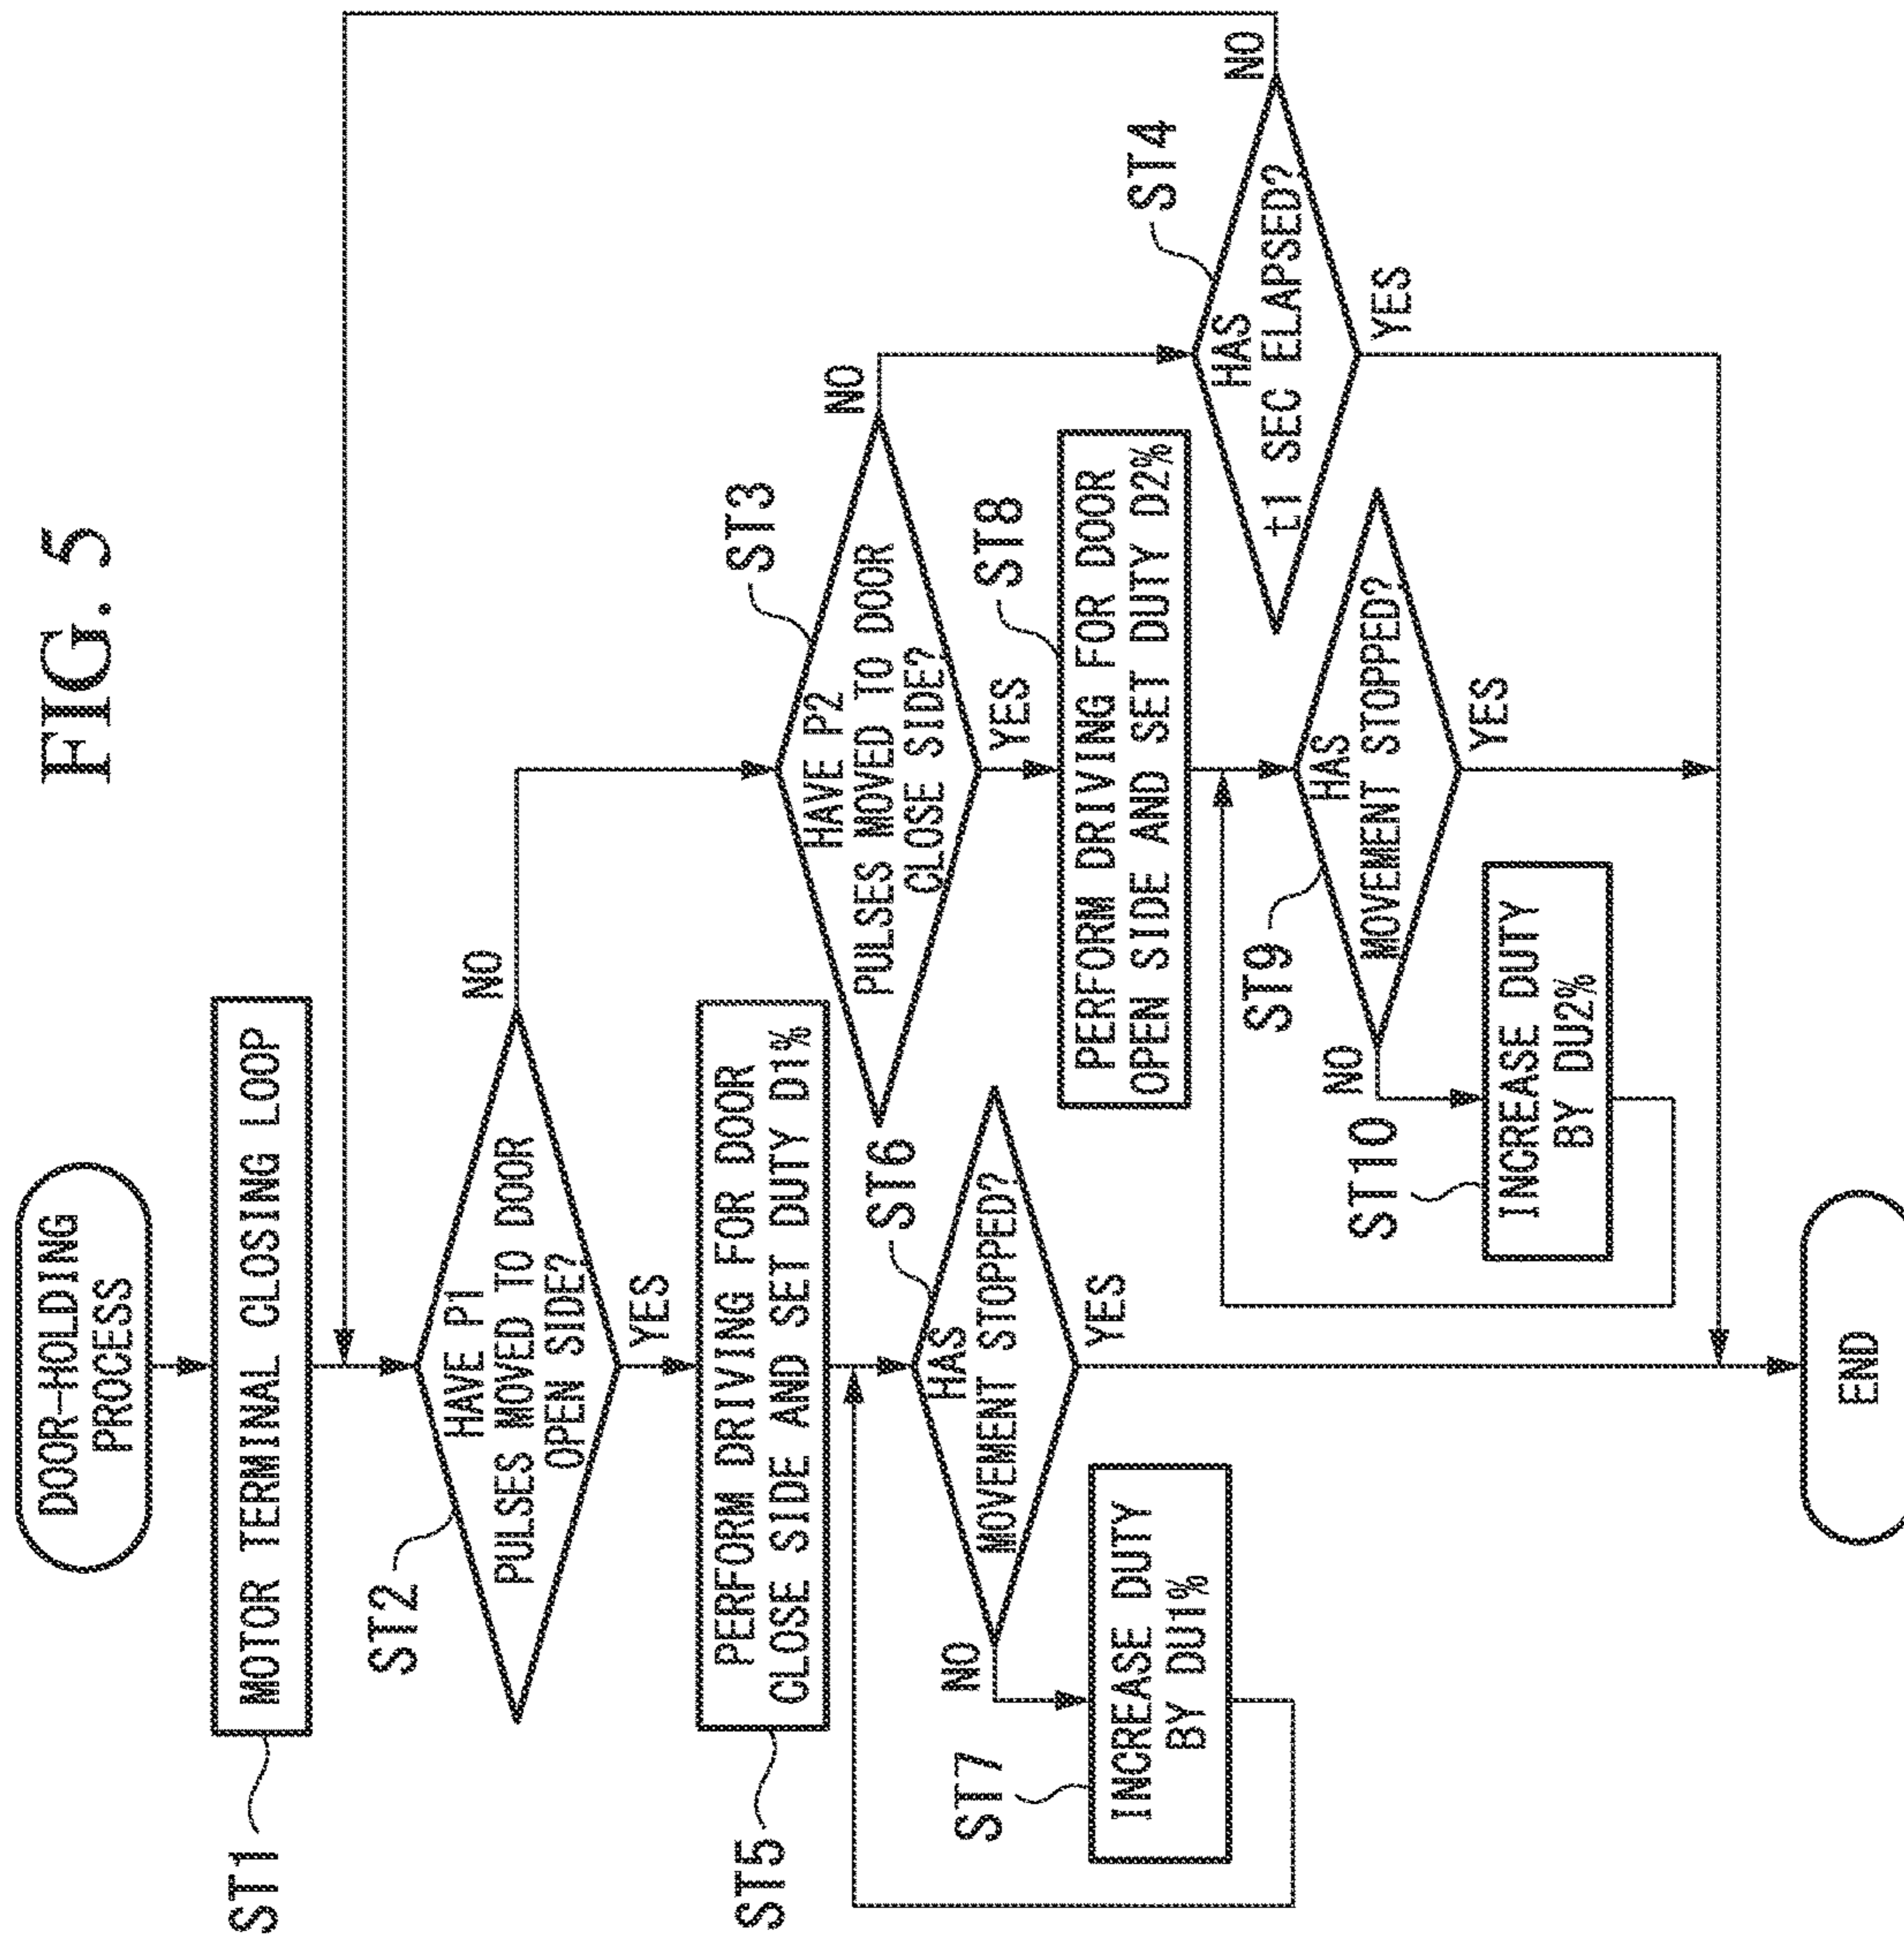 FIG. 5
DOOR-HOLDING
PROCESS
ST1
MOTOR TERMINAL CLOSING LOOP
ST2
HAVE P1
PULSES MOVED TO DOOR
OPEN SIDE?
NO
YES
ST3
HAVE P2
PULSES MOVED TO DOOR
CLOSE SIDE?
NO
YES
ST4
HAS
t1 SEC ELAPSED?
NO
YES
ST5
PERFORM DRIVING FOR DOOR
CLOSE SIDE AND SET DUTY D1%
ST6
HAS
MOVEMENT STOPPED?
NO
YES
ST7
INCREASE DUTY
BY DU1%
ST8
PERFORM DRIVING FOR DOOR
OPEN SIDE AND SET DUTY D2%
ST9
HAS
MOVEMENT STOPPED?
NO
YES
ST10
INCREASE DUTY
BY DU2%
END